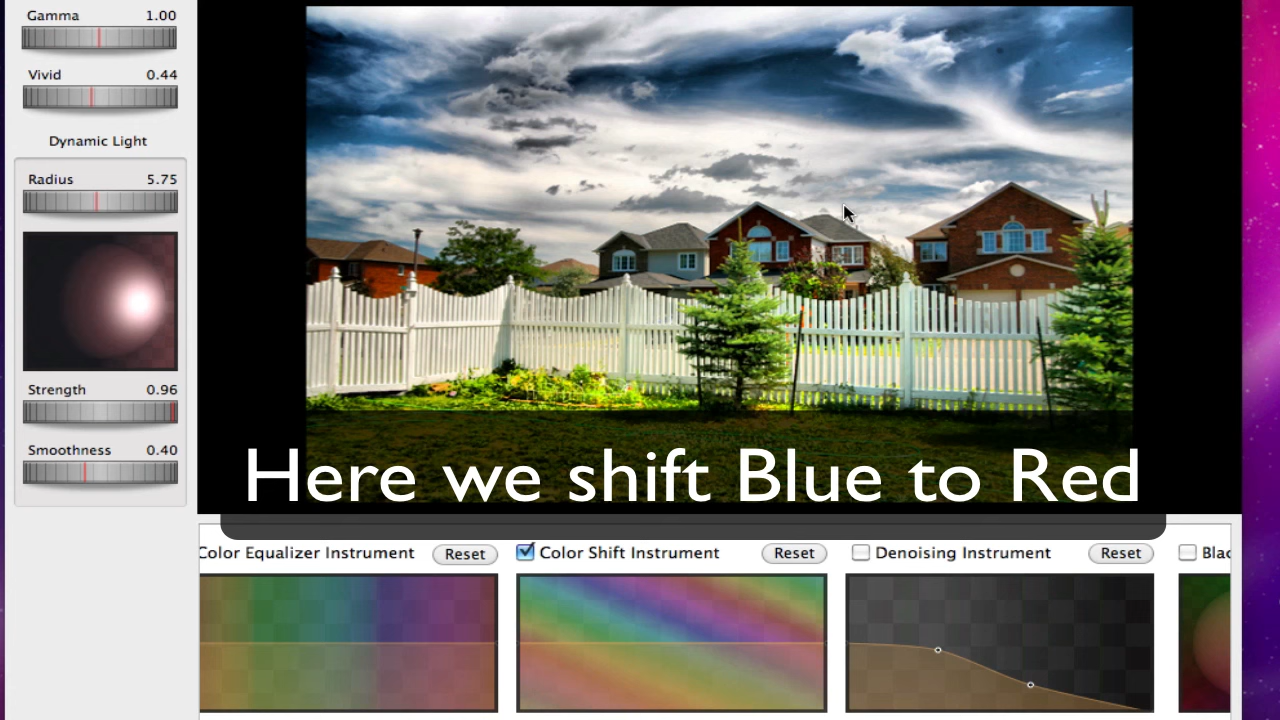 Gamma 1.00
Vivid 0.44
Dynamic Light
Radius 5.75
Strength 0.96
Smoothness 0.40
Here we shift Blue to Red
Color Equalizer Instrument Reset
Color Shift Instrument Reset
Denoising Instrument Reset